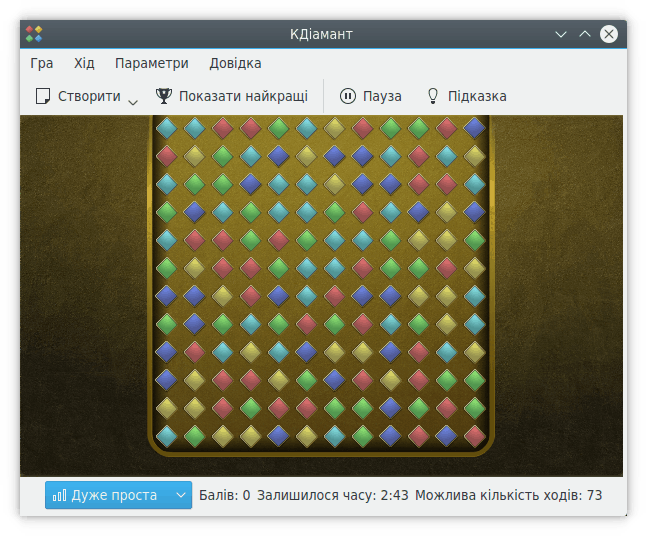 КДіамант
Гра Хід Параметри Довідка
Створити Показати найкращі Пауза Підказка
Дуже проста Балів: 0 Залишилося часу: 2:43 Можлива кількість ходів: 73